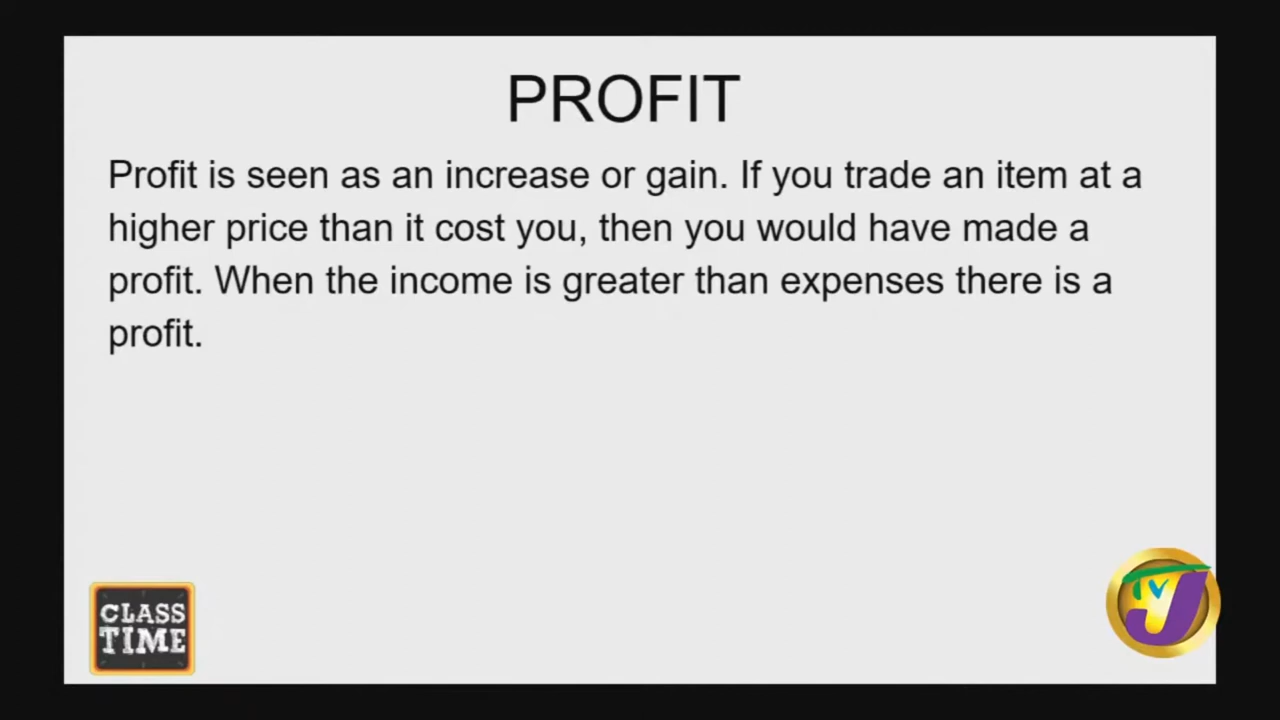 PROFIT
Profit is seen as an increase or gain. If you trade an item at a
higher price than it cost you, then you would have made a
profit. When the income is greater than expenses there is a
profit.
CLASS
TIME
TVJ